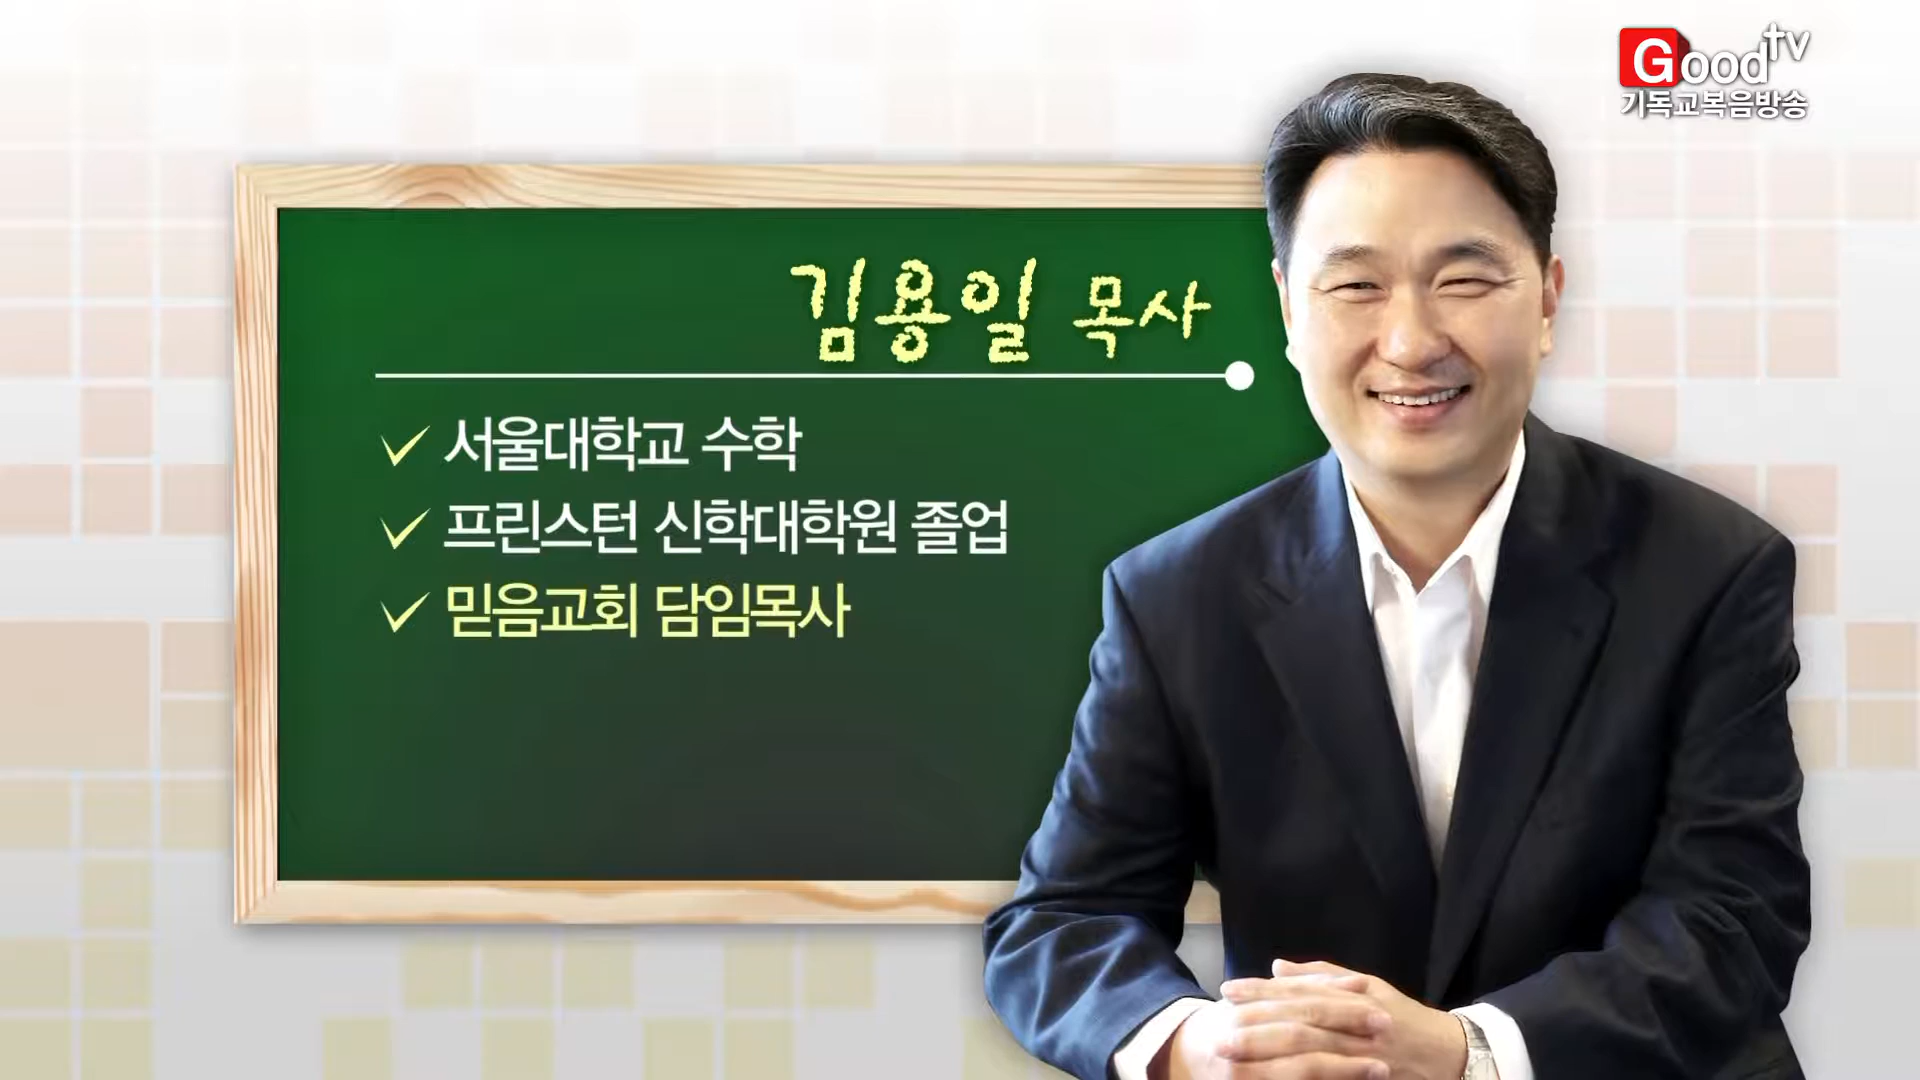 Goodtv
기독교복음방송
김용일 목사
서울대학교 수학
프린스턴 신학대학원 졸업
믿음교회 담임목사